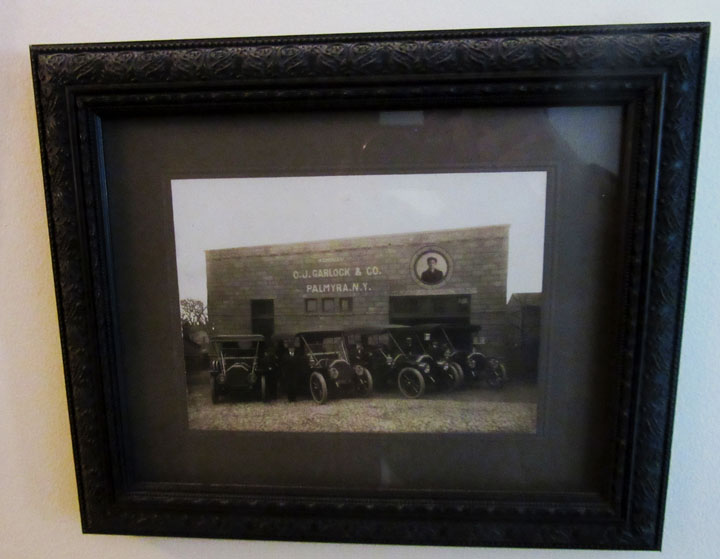 O.J. GARLOCK & CO.
PALMYRA, N.Y.